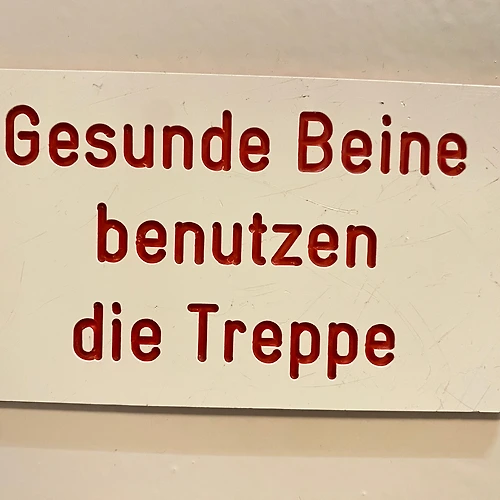 Gesunde Beine
benutzen
die Treppe